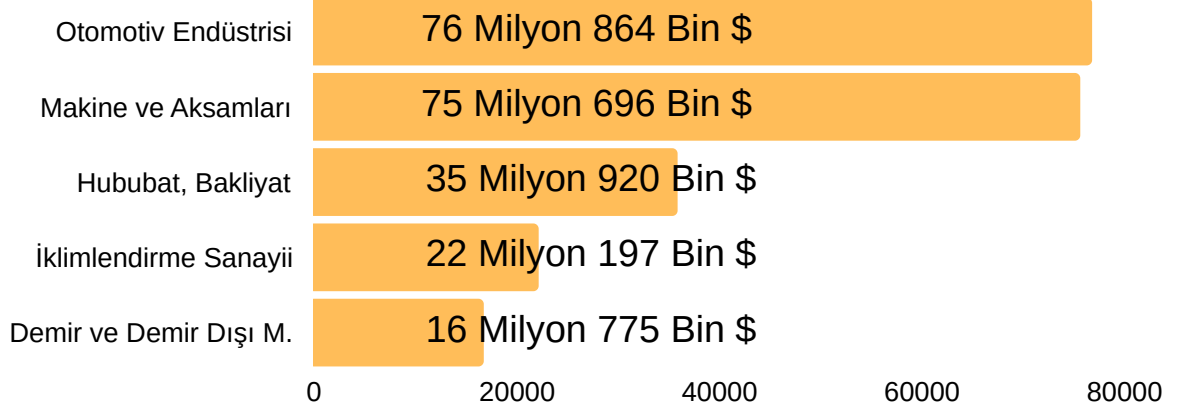 Otomotiv Endüstrisi 76 Milyon 864 Bin $
Makine ve Aksamları 75 Milyon 696 Bin $
Hububat, Bakliyat 35 Milyon 920 Bin $
İklimlendirme Sanayii 22 Milyon 197 Bin $
Demir ve Demir Dışı M. 16 Milyon 775 Bin $
0 20000 40000 60000 80000